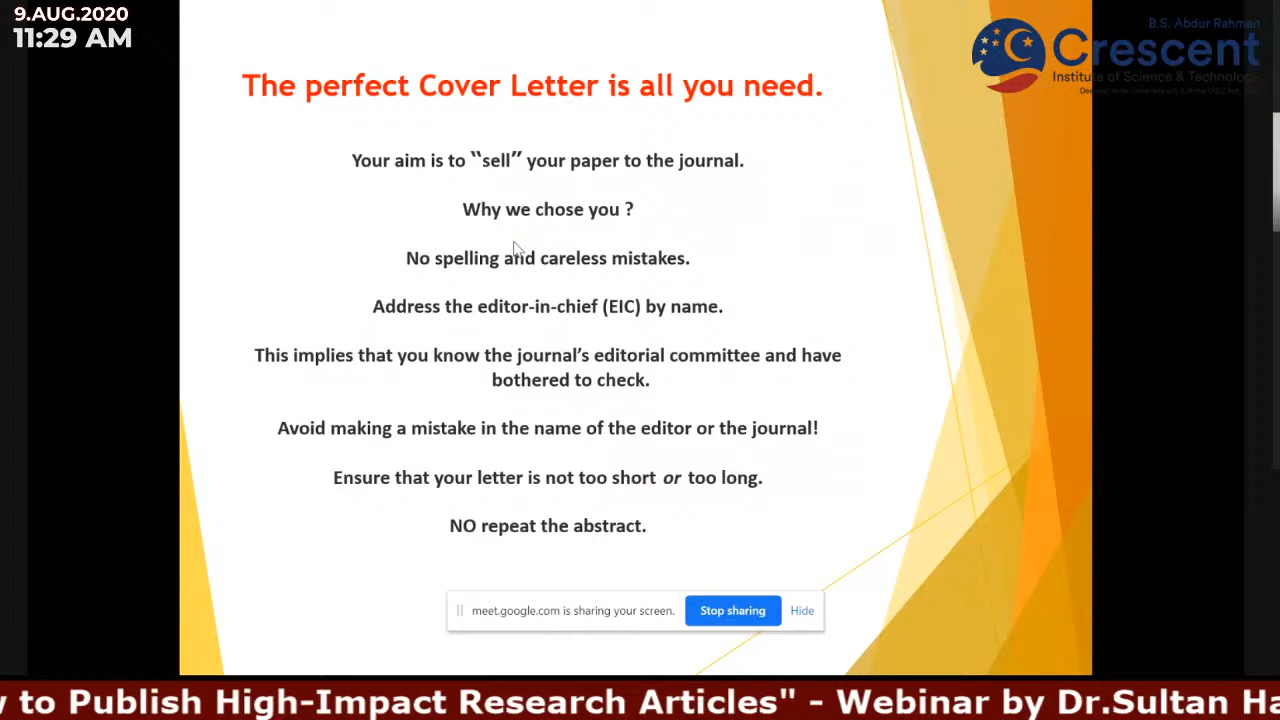 9.AUG.2020
11:29 AM
B.S. Abdur Rahman
Crescent
Institute of Science & Technology
The perfect Cover Letter is all you need.
Your aim is to “sell” your paper to the journal.
Why we chose you ?
No spelling and careless mistakes.
Address the editor-in-chief (EIC) by name.
This implies that you know the journal’s editorial committee and have
bothered to check.
Avoid making a mistake in the name of the editor or the journal!
Ensure that your letter is not too short or too long.
NO repeat the abstract.
meet.google.com is sharing your screen. Stop sharing Hide
to Publish High-Impact Research Articles" - Webinar by Dr.Sultan